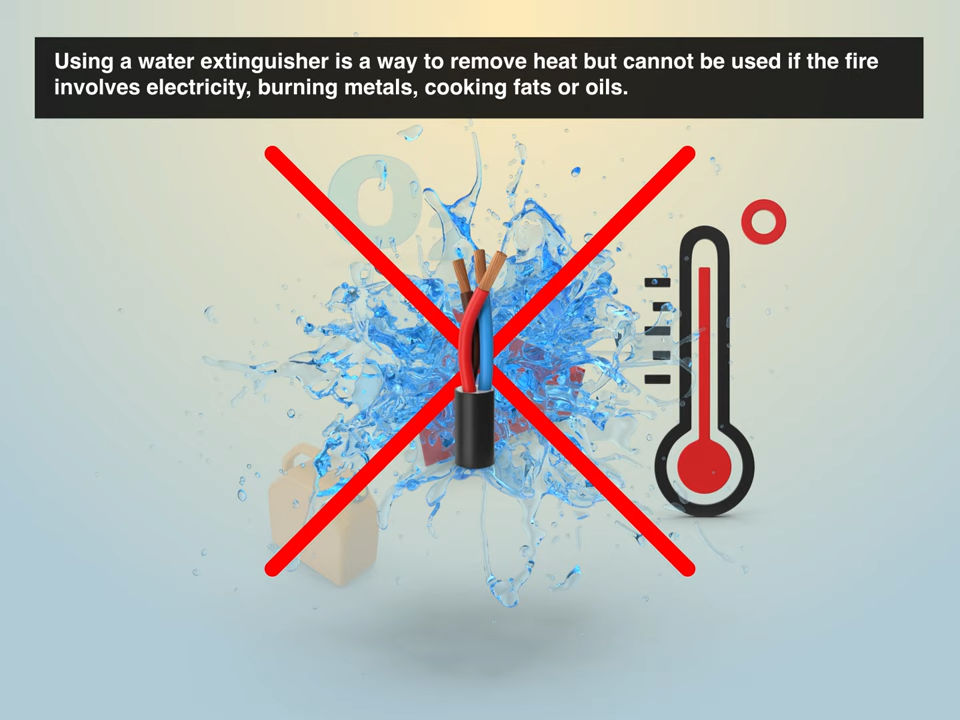 Using a water extinguisher is a way to remove heat but cannot be used if the fire
involves electricity, burning metals, cooking fats or oils.
O2